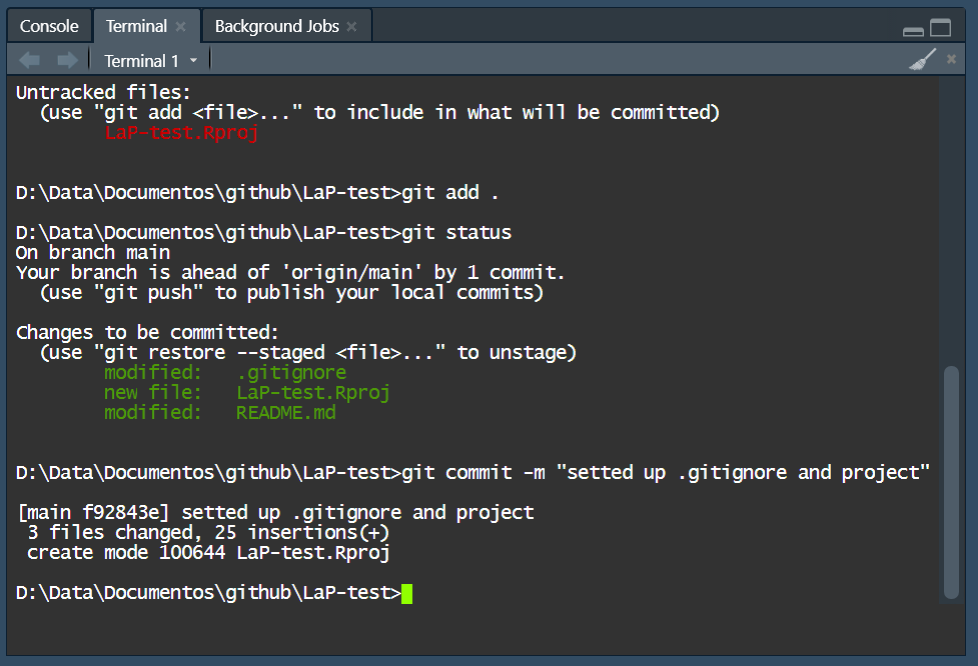 Console Terminal Background Jobs
Terminal 1
Untracked files:
  (use "git add <file>..." to include in what will be committed)
        LaP-test.Rproj
D:\Data\Documentos\github\LaP-test>git add .
D:\Data\Documentos\github\LaP-test>git status
On branch main
Your branch is ahead of 'origin/main' by 1 commit.
  (use "git push" to publish your local commits)
Changes to be committed:
  (use "git restore --staged <file>..." to unstage)
        modified:   .gitignore
        new file:   LaP-test.Rproj
        modified:   README.md
D:\Data\Documentos\github\LaP-test>git commit -m "setted up .gitignore and project"
[main f92843e] setted up .gitignore and project
 3 files changed, 25 insertions(+)
 create mode 100644 LaP-test.Rproj
D:\Data\Documentos\github\LaP-test>